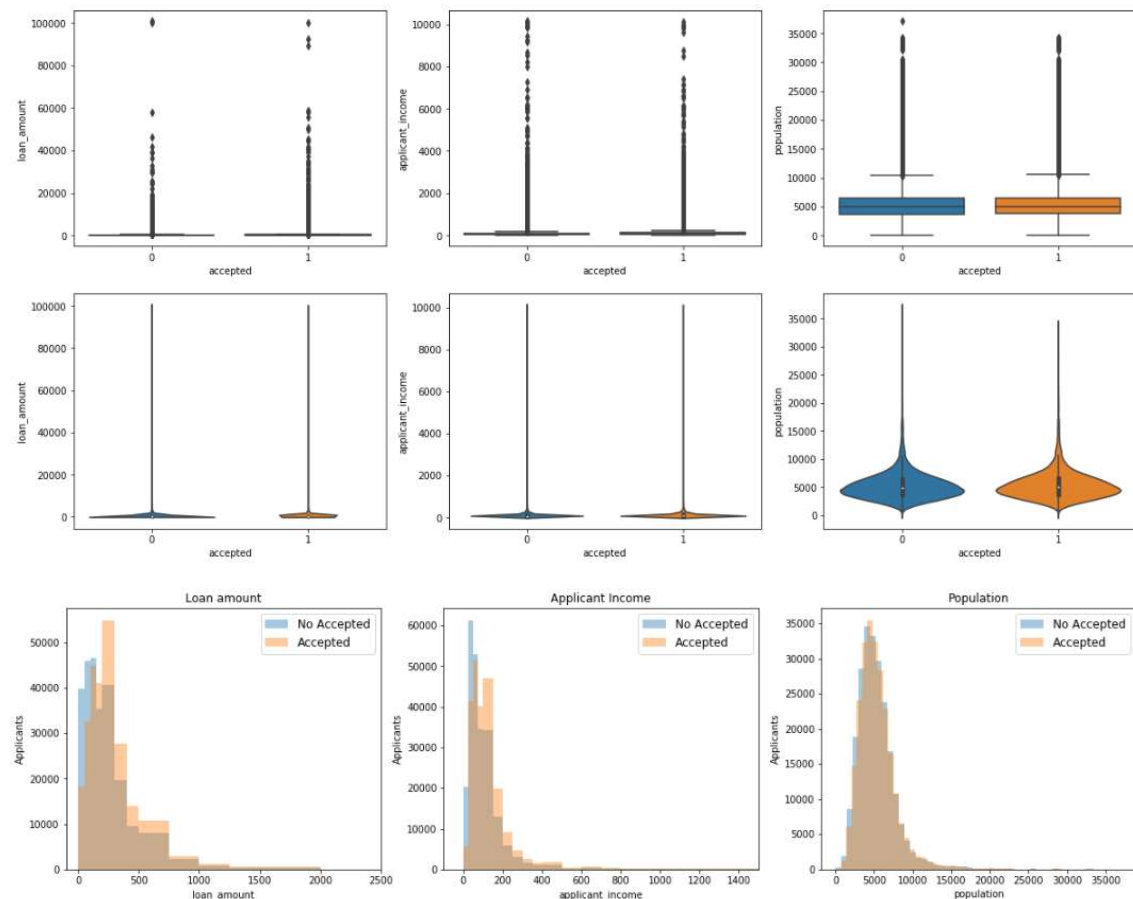 100000
80000
60000
40000
20000
0
loan_amount
0
1
accepted
10000
8000
6000
4000
2000
0
applicant_income
0
1
accepted
35000
30000
25000
20000
15000
10000
5000
0
population
0
1
accepted
100000
80000
60000
40000
20000
0
loan_amount
0
1
accepted
10000
8000
6000
4000
2000
0
applicant_income
0
1
accepted
35000
30000
25000
20000
15000
10000
5000
0
population
0
1
accepted
Loan amount
No Accepted
Accepted
50000
40000
30000
20000
10000
0
Applicants
0 500 1000 1500 2000 2500
loan_amount
Applicant Income
No Accepted
Accepted
60000
50000
40000
30000
20000
10000
0
Applicants
0 200 400 600 800 1000 1200 1400
applicant_income
Population
No Accepted
Accepted
35000
30000
25000
20000
15000
10000
5000
0
Applicants
0 5000 10000 15000 20000 25000 30000 35000
population